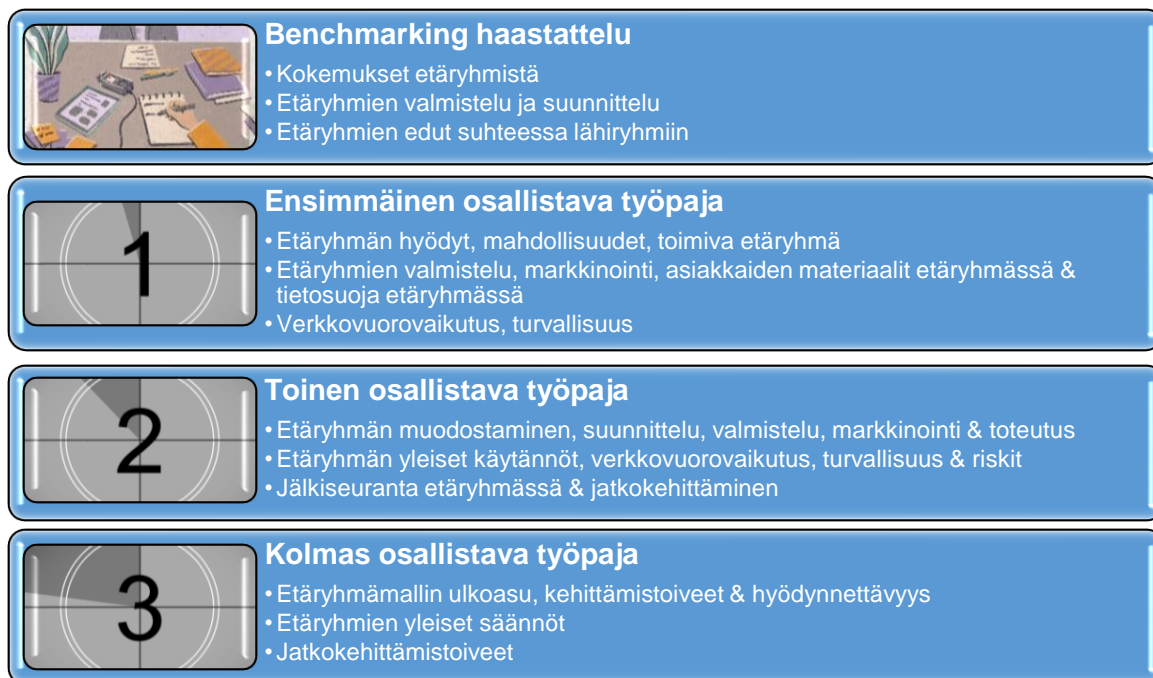 Benchmarking haastattelu
• Kokemukset etäryhmistä
• Etäryhmien valmistelu ja suunnittelu
• Etäryhmien edut suhteessa lähiryhmiin
1
Ensimmäinen osallistava työpaja
• Etäryhmän hyödyt, mahdollisuudet, toimiva etäryhmä
• Etäryhmien valmistelu, markkinointi, asiakkaiden materiaalit etäryhmässä &
tietosuoja etäryhmässä
• Verkkovuorovaikutus, turvallisuus
2
Toinen osallistava työpaja
• Etäryhmän muodostaminen, suunnittelu, valmistelu, markkinointi & toteutus
• Etäryhmän yleiset käytännöt, verkkovuorovaikutus, turvallisuus & riskit
• Jälkiseuranta etäryhmässä & jatkokehittäminen
3
Kolmas osallistava työpaja
• Etäryhmämallin ulkoasu, kehittämistoiveet & hyödynnettävyys
• Etäryhmien yleiset säännöt
• Jatkokehittämistoiveet